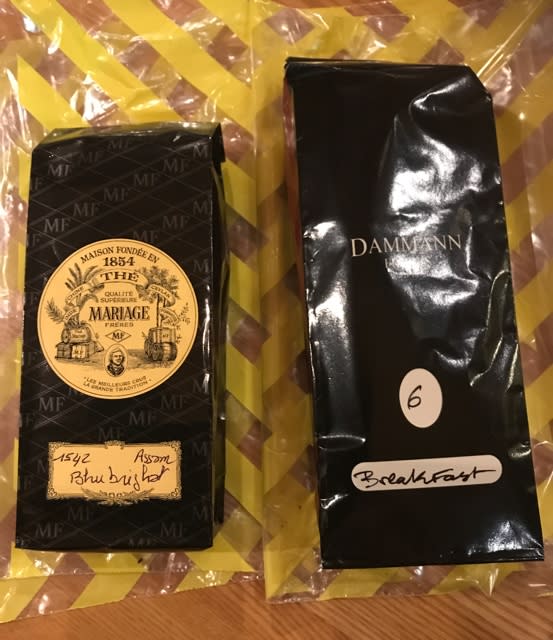 MAISON FONDÉE EN
1854
THÉ
QUALITÉ
SUPÉRIEURE
MARIAGE
FRÈRES
MF
"LES MEILLEURS CRUS
LA GRANDE TRADITION"
1542 Assam
DAMMANN
6
Breakfast